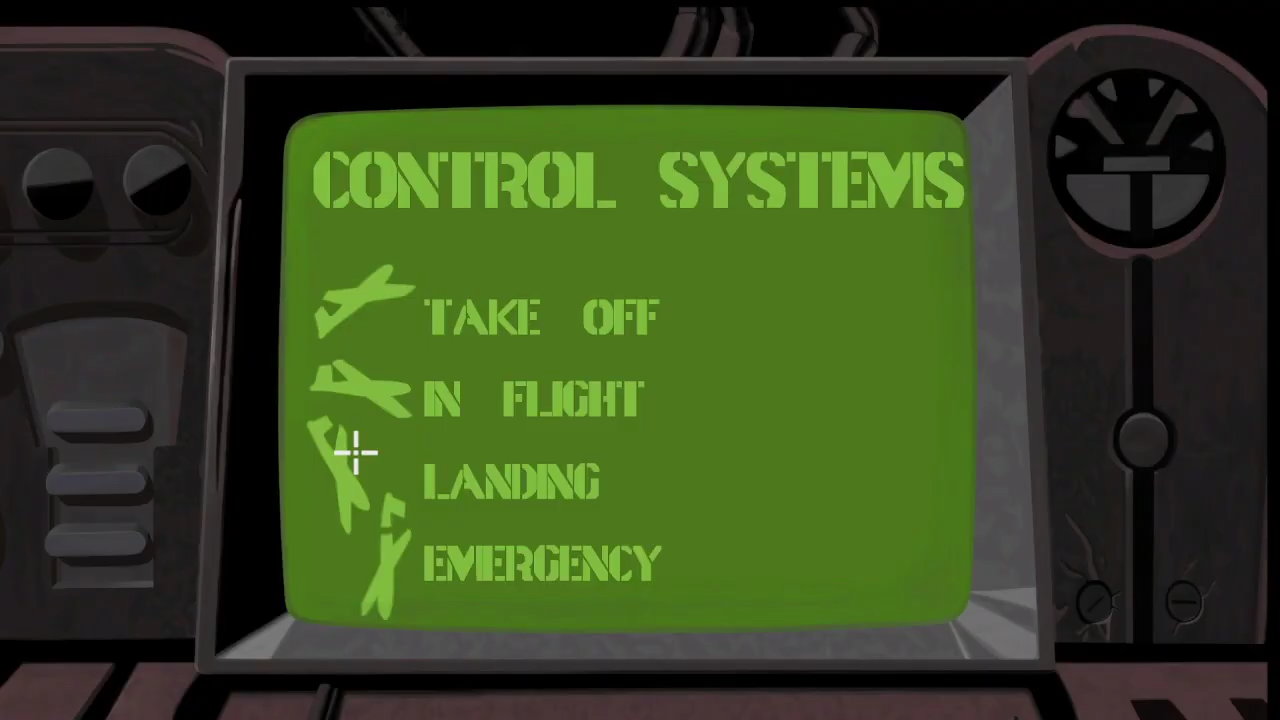 CONTROL SYSTEMS
TAKE OFF
IN FLIGHT
LANDING
EMERGENCY